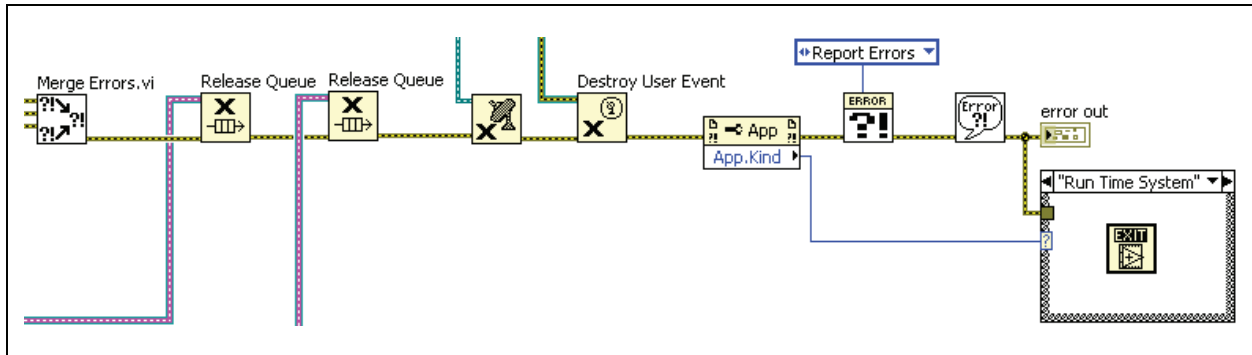 Report Errors
Merge Errors.vi
Release Queue
Release Queue
Destroy User Event
?!
?!
?!
ERROR
?!
Error
?!
error out
?! App ?!
App.Kind
"Run Time System"
?
EXIT